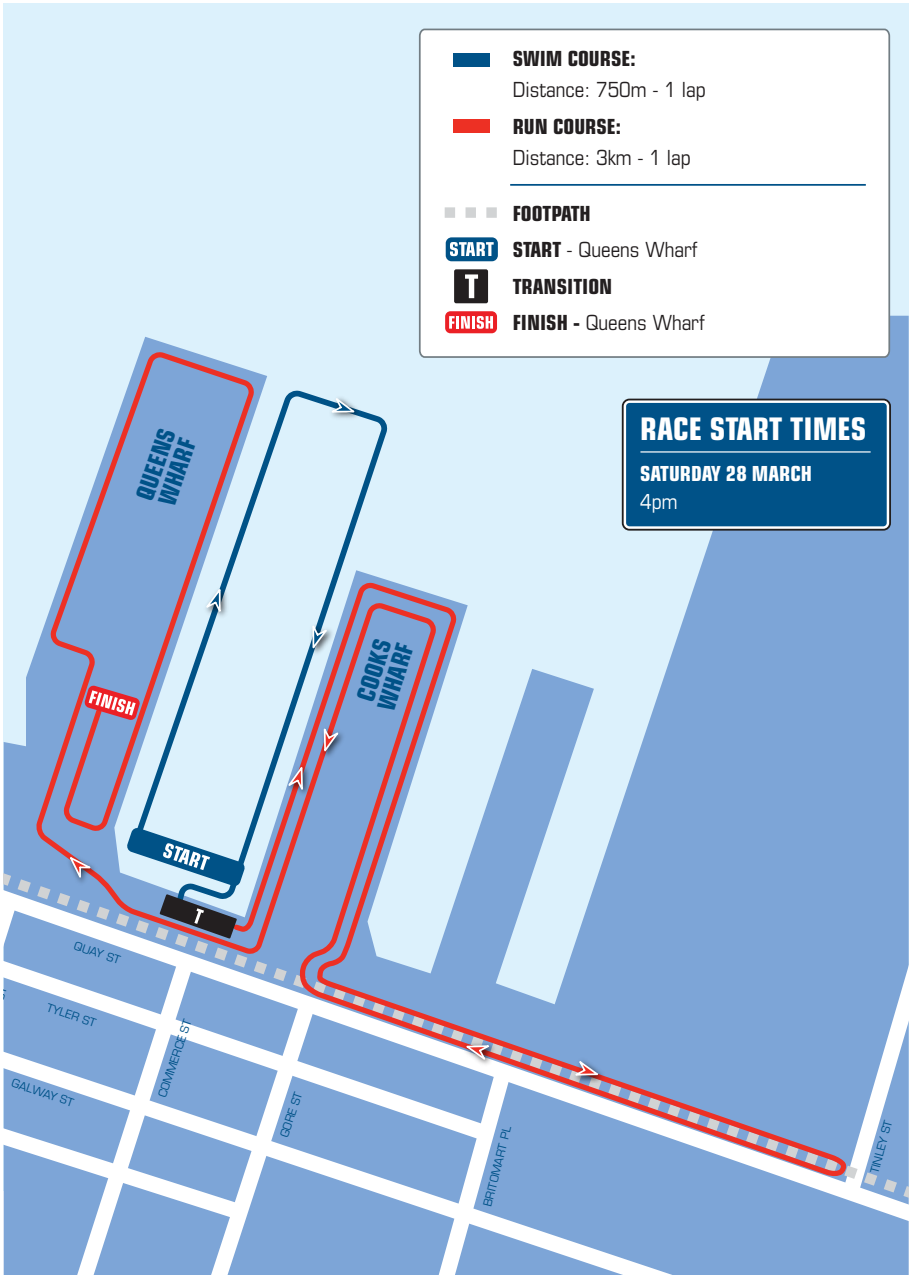 SWIM COURSE:
Distance: 750m - 1 lap
RUN COURSE:
Distance: 3km - 1 lap
FOOTPATH
START START - Queens Wharf
T TRANSITION
FINISH FINISH - Queens Wharf
RACE START TIMES
SATURDAY 28 MARCH
4pm
QUEENS
WHARF
COOKS
WHARF
FINISH
START
T
QUAY ST
TYLER ST
GALWAY ST
COMMERCE ST
GORE ST
BRITOMART PL
TINLEY ST